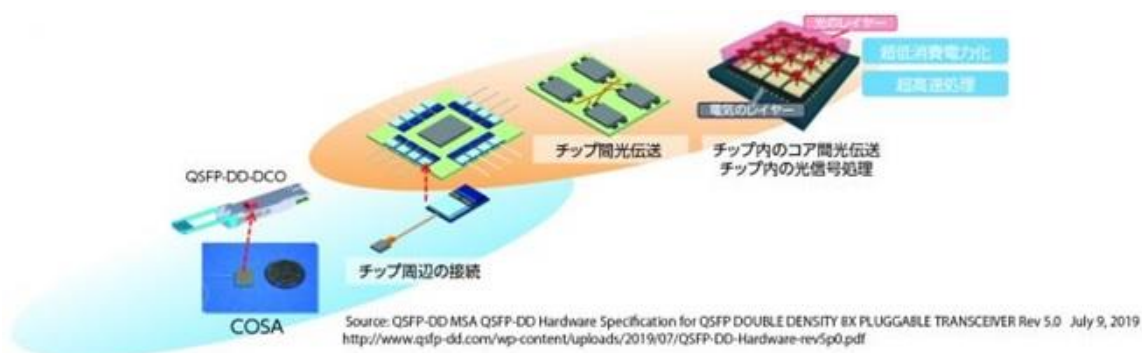 光のレイヤー
超低消費電力化
超高速処理
電気のレイヤー
チップ間光伝送
チップ内のコア間光伝送
チップ内の光信号処理
QSFP-DD-DCO
チップ周辺の接続
COSA
Source: QSFP-DD MSA QSFP-DD Hardware Specification for QSFP DOUBLE DENSITY 8X PLUGGABLE TRANSCEIVER Rev 5.0 July 9, 2019
http://www.qsfp-dd.com/wp-content/uploads/2019/07/QSFP-DD-Hardware-rev5p0.pdf